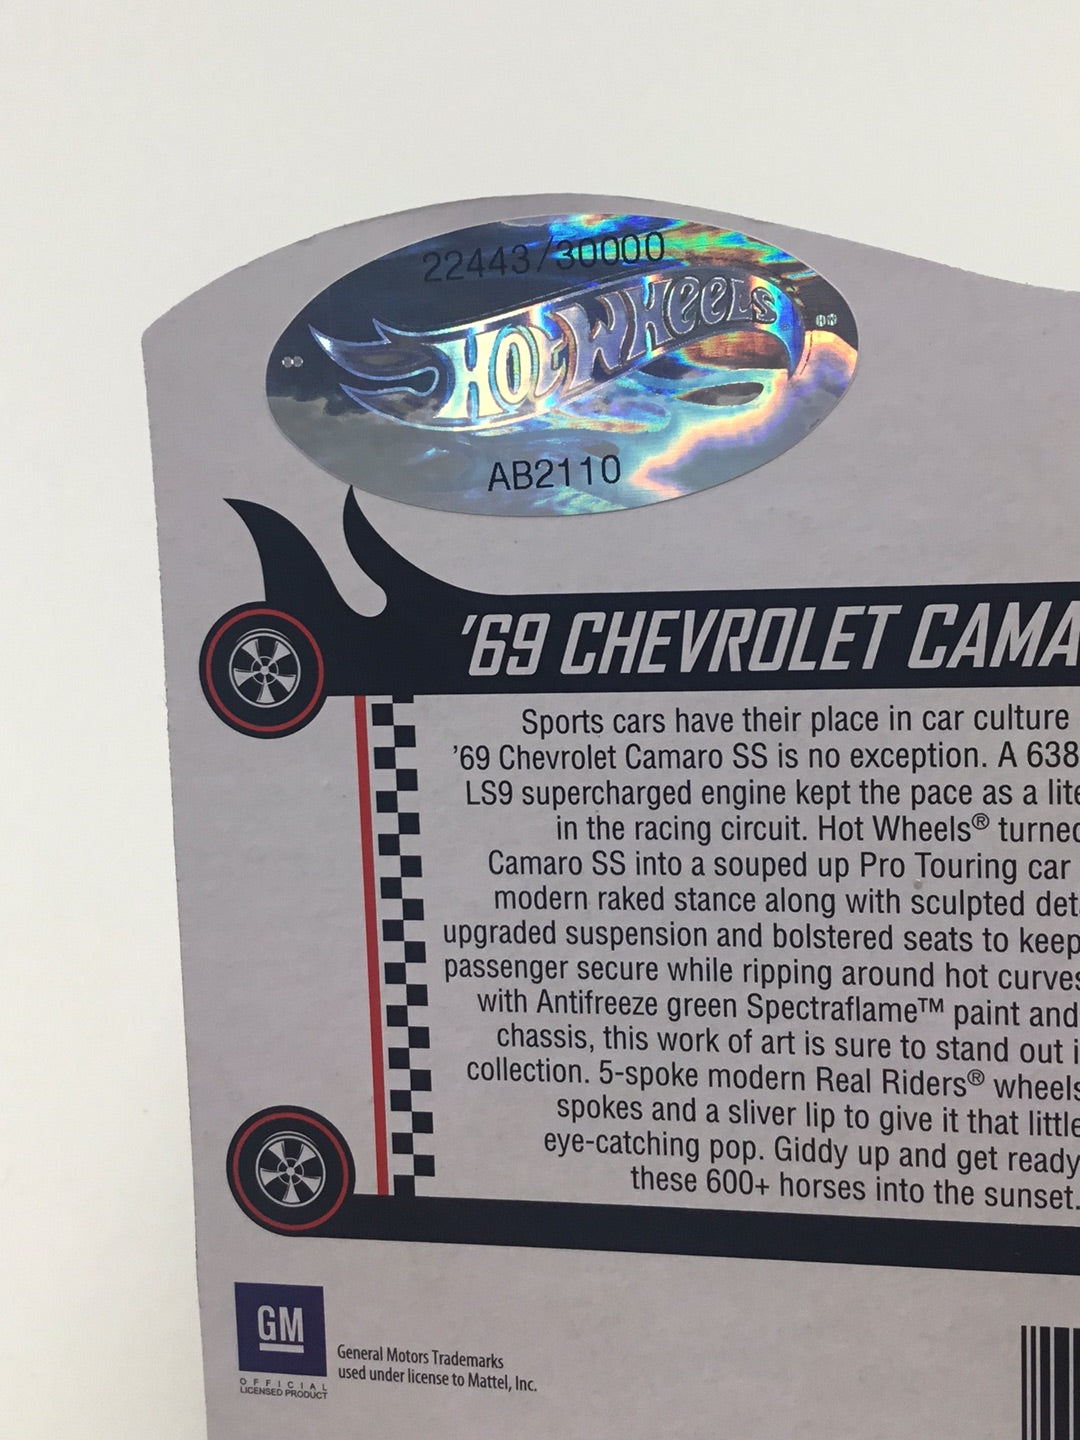 22443/30000
HOT WHEELS
HW
AB2110
'69 CHEVROLET CAMA
Sports cars have their place in car culture
'69 Chevrolet Camaro SS is no exception. A 638
LS9 supercharged engine kept the pace as a lite
in the racing circuit. Hot Wheels® turned
Camaro SS into a souped up Pro Touring car
modern raked stance along with sculpted det
upgraded suspension and bolstered seats to keep
passenger secure while ripping around hot curves
with Antifreeze green Spectraflame™ paint and
chassis, this work of art is sure to stand out i
collection. 5-spoke modern Real Riders® wheels
spokes and a sliver lip to give it that little
eye-catching pop. Giddy up and get ready
these 600+ horses into the sunset.
GM
OFFICIAL
LICENSED PRODUCT
General Motors Trademarks
used under license to Mattel, Inc.